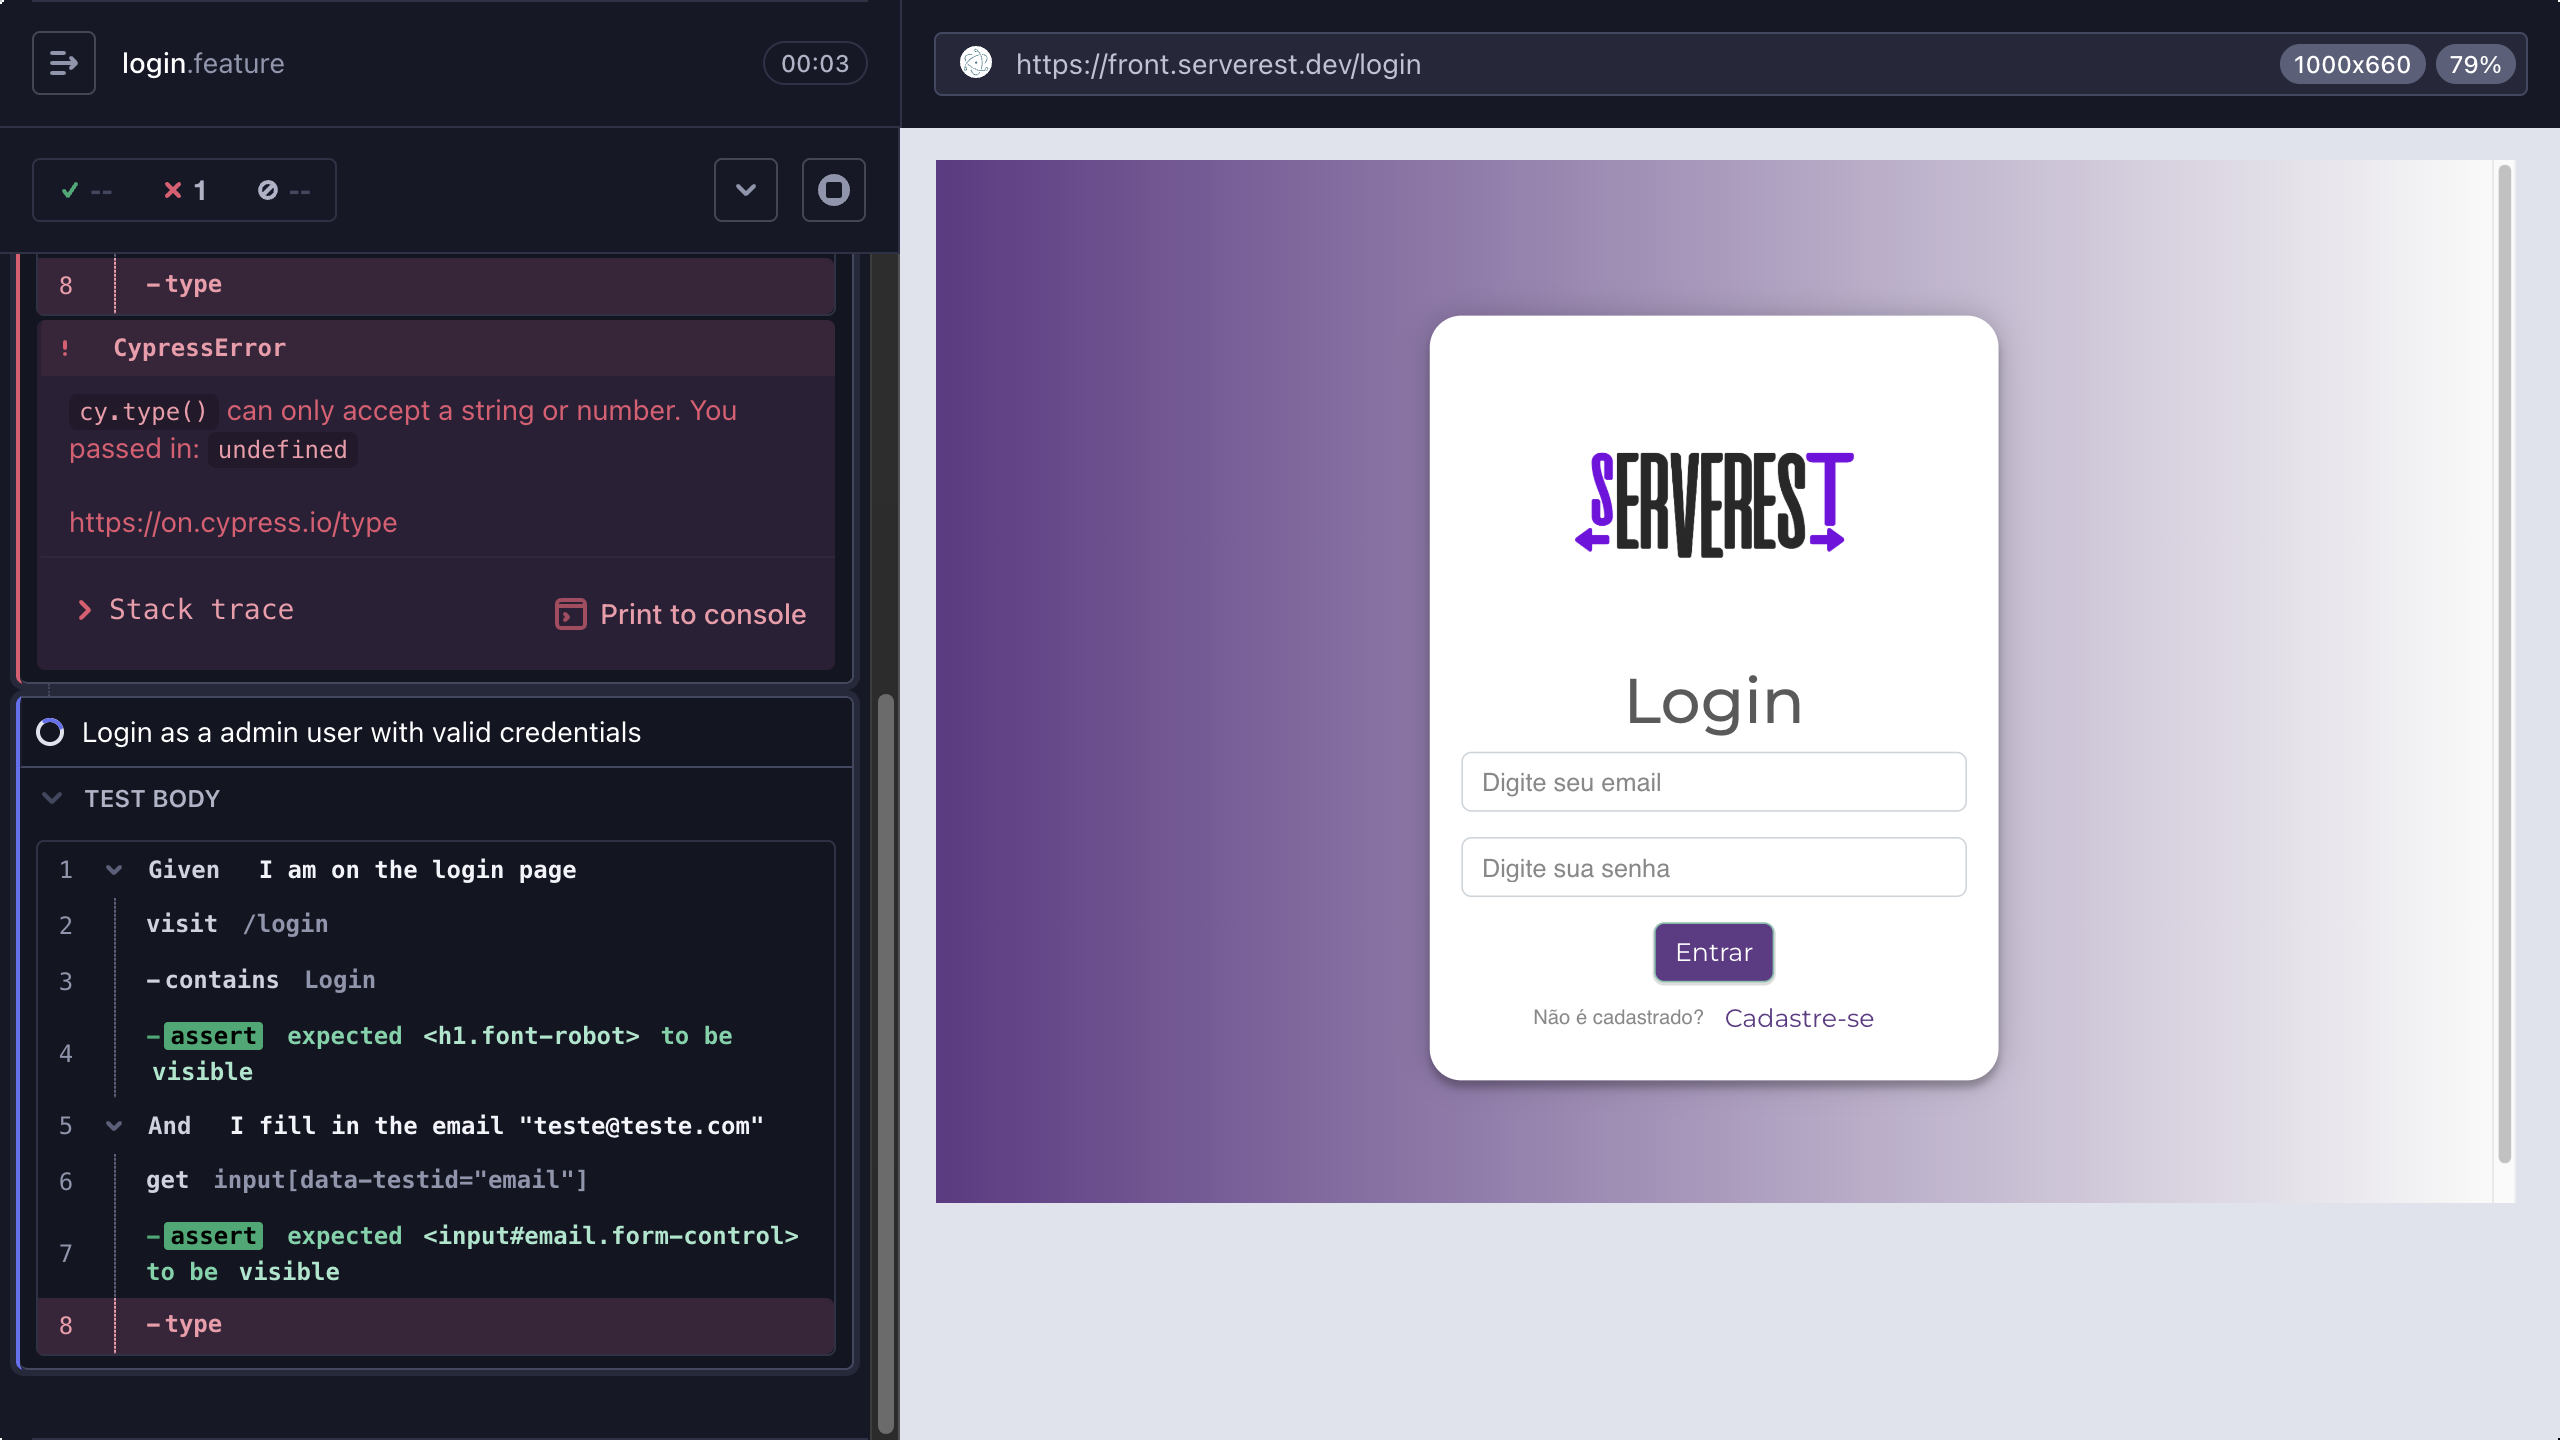 login.feature
00:03
--
1
--
8 -type
! CypressError
cy.type() can only accept a string or number. You
passed in: undefined
https://on.cypress.io/type
Stack trace
Print to console
Login as a admin user with valid credentials
TEST BODY
1 Given I am on the login page
2 visit /login
3 -contains Login
4 -assert expected <h1.font-robot> to be
visible
5 And I fill in the email "teste@teste.com"
6 get input[data-testid="email"]
7 -assert expected <input#email.form-control>
to be visible
8 -type
https://front.serverest.dev/login
1000x660
79%
SERVEREST
Login
Digite seu email
Digite sua senha
Entrar
Não é cadastrado? Cadastre-se